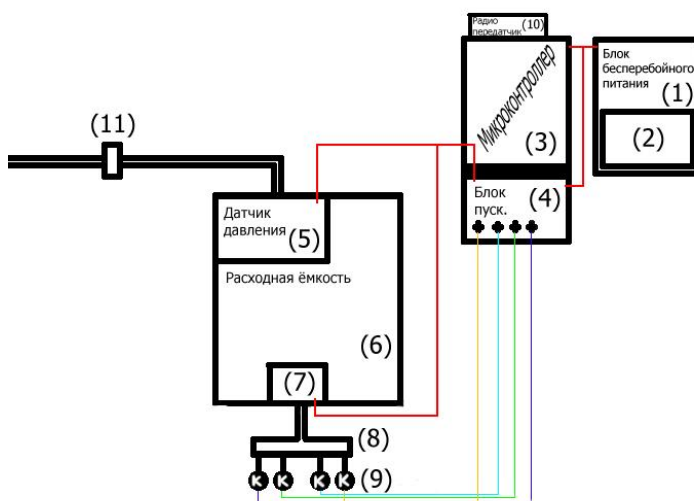 Радио
передатчик (10)
Микроконтроллер
(3)
Блок
бесперебойного
питания
(1)
(2)
Блок
пуск.
(4)
(11)
Датчик
давления
(5)
Расходная ёмкость
(6)
(7)
(8)
К К К К (9)